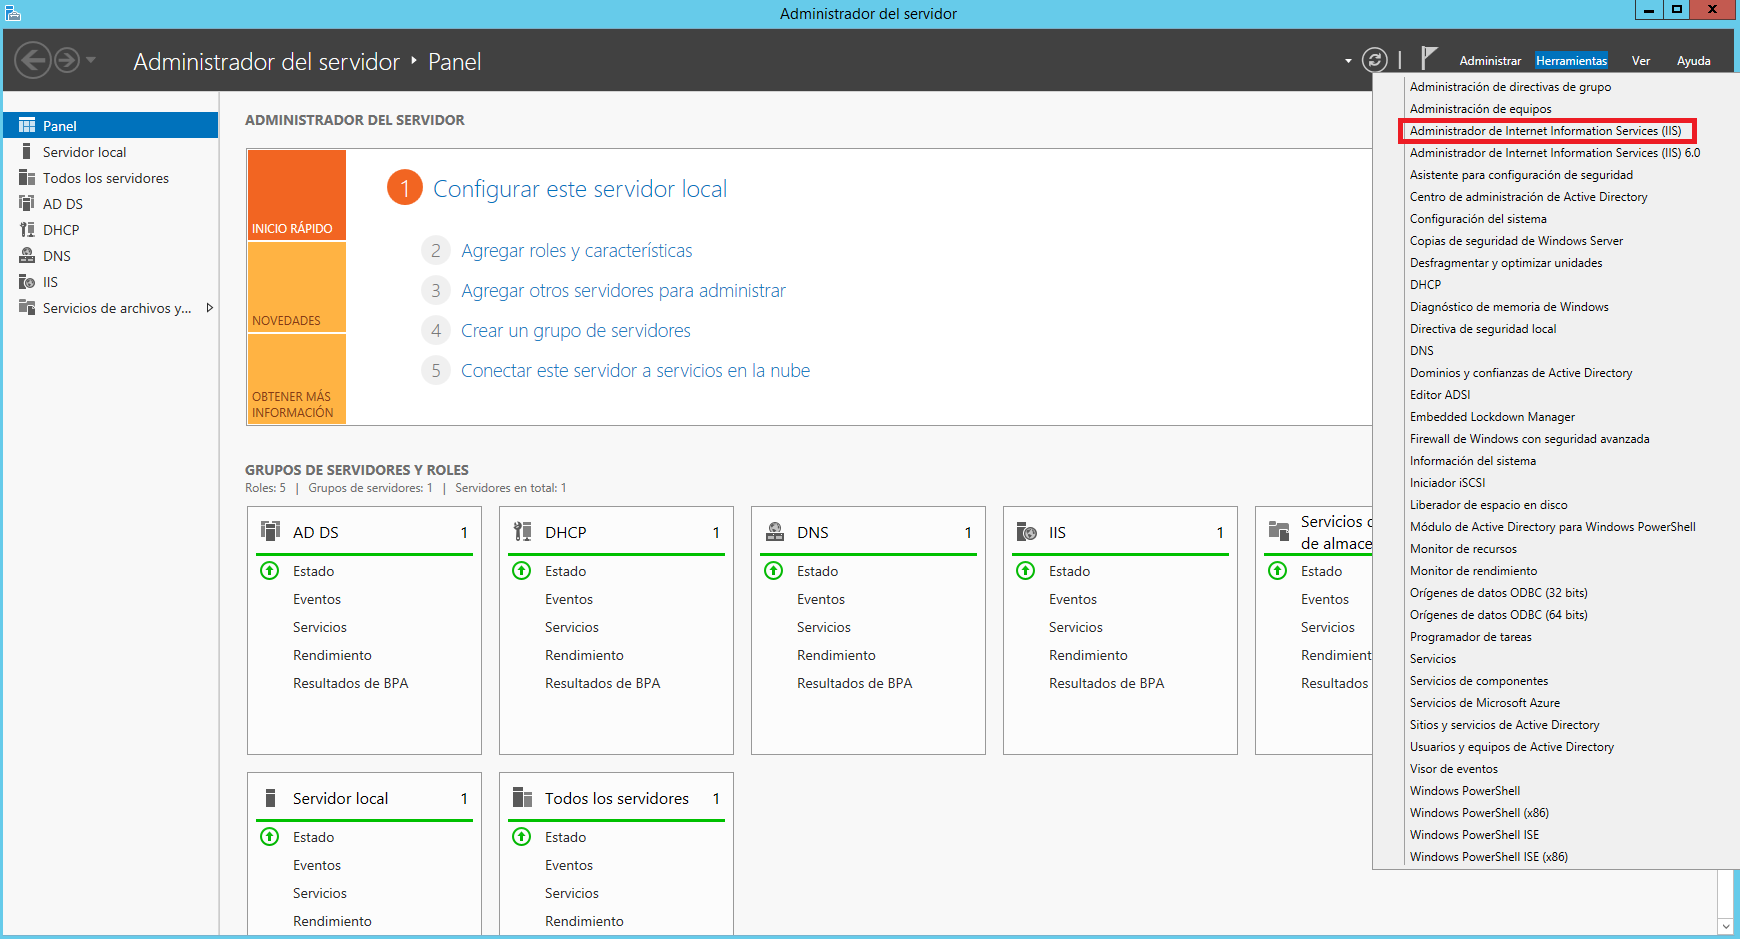 Administrador del servidor
Administrador del servidor ‣ Panel
Administrar Herramientas Ver Ayuda
Panel
Servidor local
Todos los servidores
AD DS
DHCP
DNS
IIS
Servicios de archivos y...
ADMINISTRADOR DEL SERVIDOR
INICIO RÁPIDO
NOVEDADES
OBTENER MÁS
INFORMACIÓN
1 Configurar este servidor local
2 Agregar roles y características
3 Agregar otros servidores para administrar
4 Crear un grupo de servidores
5 Conectar este servidor a servicios en la nube
GRUPOS DE SERVIDORES Y ROLES
Roles: 5 | Grupos de servidores: 1 | Servidores en total: 1
AD DS 1
Estado
Eventos
Servicios
Rendimiento
Resultados de BPA
DHCP 1
Estado
Eventos
Servicios
Rendimiento
Resultados de BPA
DNS 1
Estado
Eventos
Servicios
Rendimiento
Resultados de BPA
IIS 1
Estado
Eventos
Servicios
Rendimiento
Resultados de BPA
Servicios
de almace
Estado
Eventos
Servicios
Rendimient
Resultados
Servidor local 1
Estado
Eventos
Servicios
Rendimiento
Todos los servidores 1
Estado
Eventos
Servicios
Rendimiento
Administración de directivas de grupo
Administración de equipos
Administrador de Internet Information Services (IIS)
Administrador de Internet Information Services (IIS) 6.0
Asistente para configuración de seguridad
Centro de administración de Active Directory
Configuración del sistema
Copias de seguridad de Windows Server
Desfragmentar y optimizar unidades
DHCP
Diagnóstico de memoria de Windows
Directiva de seguridad local
DNS
Dominios y confianzas de Active Directory
Editor ADSI
Embedded Lockdown Manager
Firewall de Windows con seguridad avanzada
Información del sistema
Iniciador iSCSI
Liberador de espacio en disco
Módulo de Active Directory para Windows PowerShell
Monitor de recursos
Monitor de rendimiento
Orígenes de datos ODBC (32 bits)
Orígenes de datos ODBC (64 bits)
Programador de tareas
Servicios
Servicios de componentes
Servicios de Microsoft Azure
Sitios y servicios de Active Directory
Usuarios y equipos de Active Directory
Visor de eventos
Windows PowerShell
Windows PowerShell (x86)
Windows PowerShell ISE
Windows PowerShell ISE (x86)